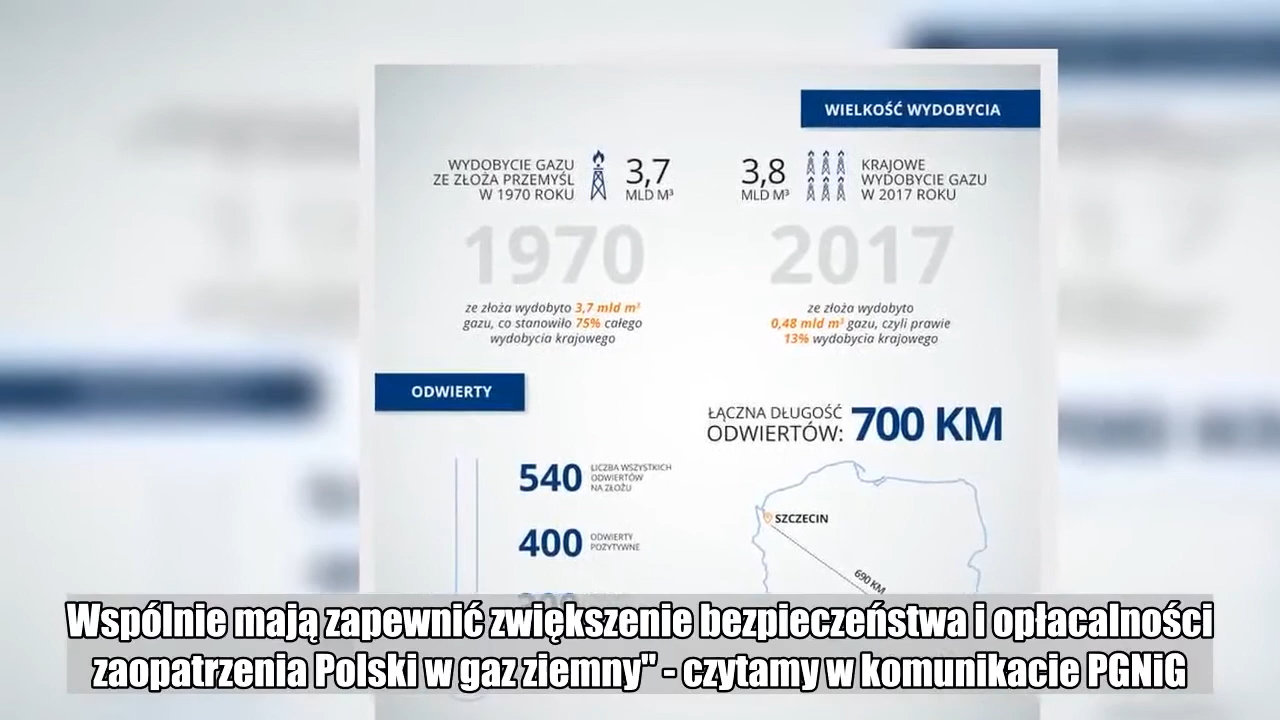 WIELKOŚĆ WYDOBYCIA
WYDOBYCIE GAZU
ZE ZŁOŻA PRZEMYŚL
W 1970 ROKU
3,7
MLD M³
3,8
MLD M³
KRAJOWE
WYDOBYCIE GAZU
W 2017 ROKU
1970
2017
ze złoża wydobyto 3,7 mld m³
gazu, co stanowiło 75% całego
wydobycia krajowego
ze złoża wydobyto
0,48 mld m³ gazu, czyli prawie
13% wydobycia krajowego
ODWIERTY
ŁĄCZNA DŁUGOŚĆ
ODWIERTÓW: 700 KM
540
LICZBA WSZYSTKICH
ODWIERTÓW
NA ZŁOŻU
400
ODWIERTY
POZYTYWNE
SZCZECIN
690 KM
Wspólnie mają zapewnić zwiększenie bezpieczeństwa i opłacalności
zaopatrzenia Polski w gaz ziemny" - czytamy w komunikacie PGNiG